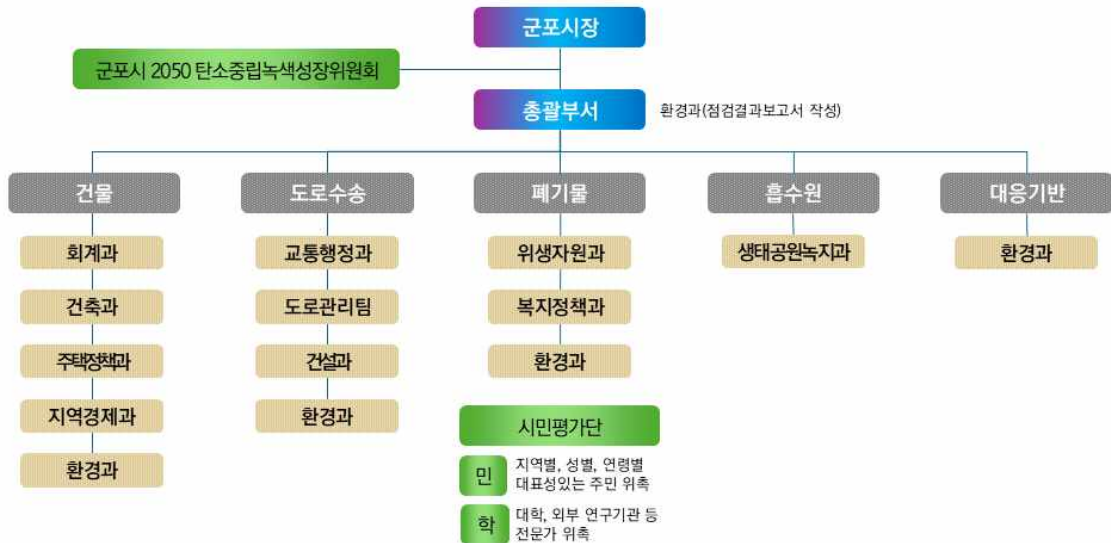 군포시장
군포시 2050 탄소중립녹색성장위원회
총괄부서
환경과(점검결과보고서 작성)
건물
도로수송
폐기물
흡수원
대응기반
회계과
교통행정과
위생자원과
생태공원녹지과
환경과
건축과
도로관리팀
복지정책과
주택정책과
건설과
환경과
지역경제과
환경과
환경과
시민평가단
민
지역별, 성별, 연령별
대표성있는 주민 위촉
학
대학, 외부 연구기관 등
전문가 위촉